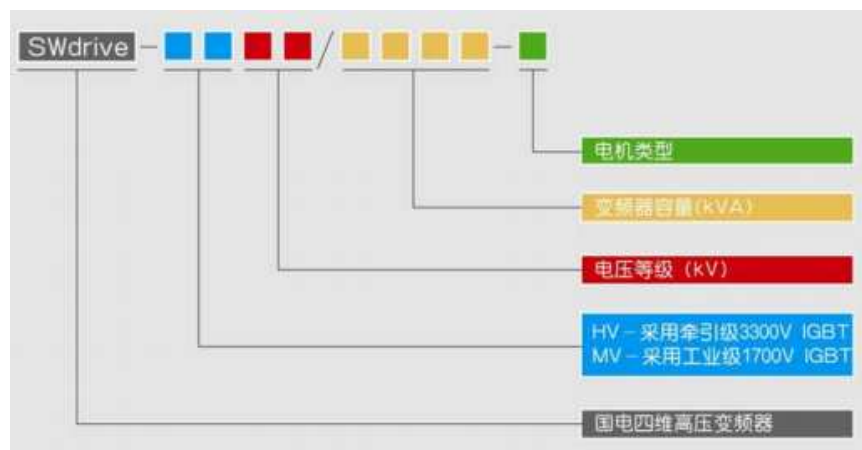 SWdrive - /  -
电机类型
变频器容量(kVA)
电压等级 (kV)
HV - 采用牵引级3300V IGBT
MV - 采用工业级1700V IGBT
国电四维高压变频器